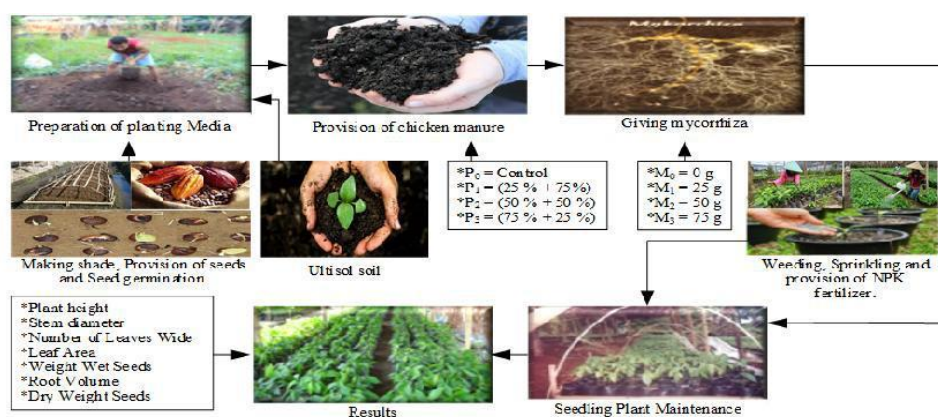 Mykorrhiza
Preparation of planting Media
Provision of chicken manure
Giving mycorrhiza
*P₀ = Control
*P₁ = (25 % + 75%)
*P₂ = (50 % + 50 %)
*P₃ = (75 % + 25 %)
*M₀ = 0 g
*M₁ = 25 g
*M₂ = 50 g
*M₃ = 75 g
Making shade, Provision of seeds
and Seed germination
Ultisol soil
Weeding, Sprinkling and
provision of NPK
fertilizer.
*Plant height
*Stem diameter
*Number of Leaves Wide
*Leaf Area
*Weight Wet Seeds
*Root Volume
*Dry Weight Seeds
Results
Seedling Plant Maintenance